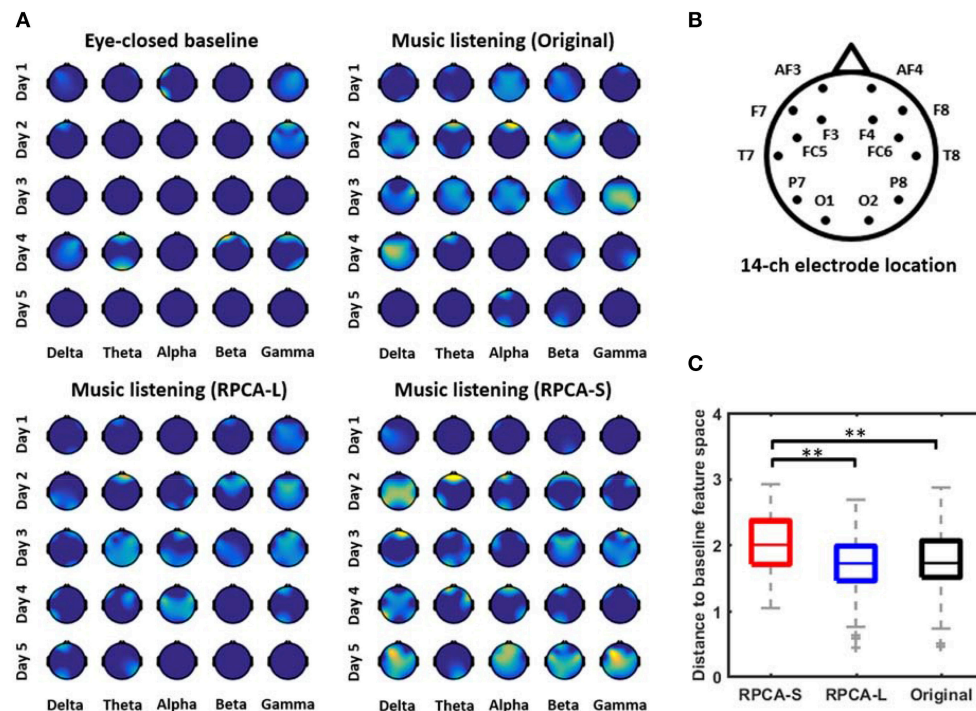 A
Eye-closed baseline
Day 1
Day 2
Day 3
Day 4
Day 5
Delta Theta Alpha Beta Gamma
Music listening (Original)
Day 1
Day 2
Day 3
Day 4
Day 5
Delta Theta Alpha Beta Gamma
Music listening (RPCA-L)
Day 1
Day 2
Day 3
Day 4
Day 5
Delta Theta Alpha Beta Gamma
Music listening (RPCA-S)
Day 1
Day 2
Day 3
Day 4
Day 5
Delta Theta Alpha Beta Gamma
B
AF3 AF4
F7 F8
F3 F4
FC5 FC6
T7 T8
P7 P8
O1 O2
14-ch electrode location
C
Distance to baseline feature space
4
3
2
1
0
**
**
RPCA-S RPCA-L Original